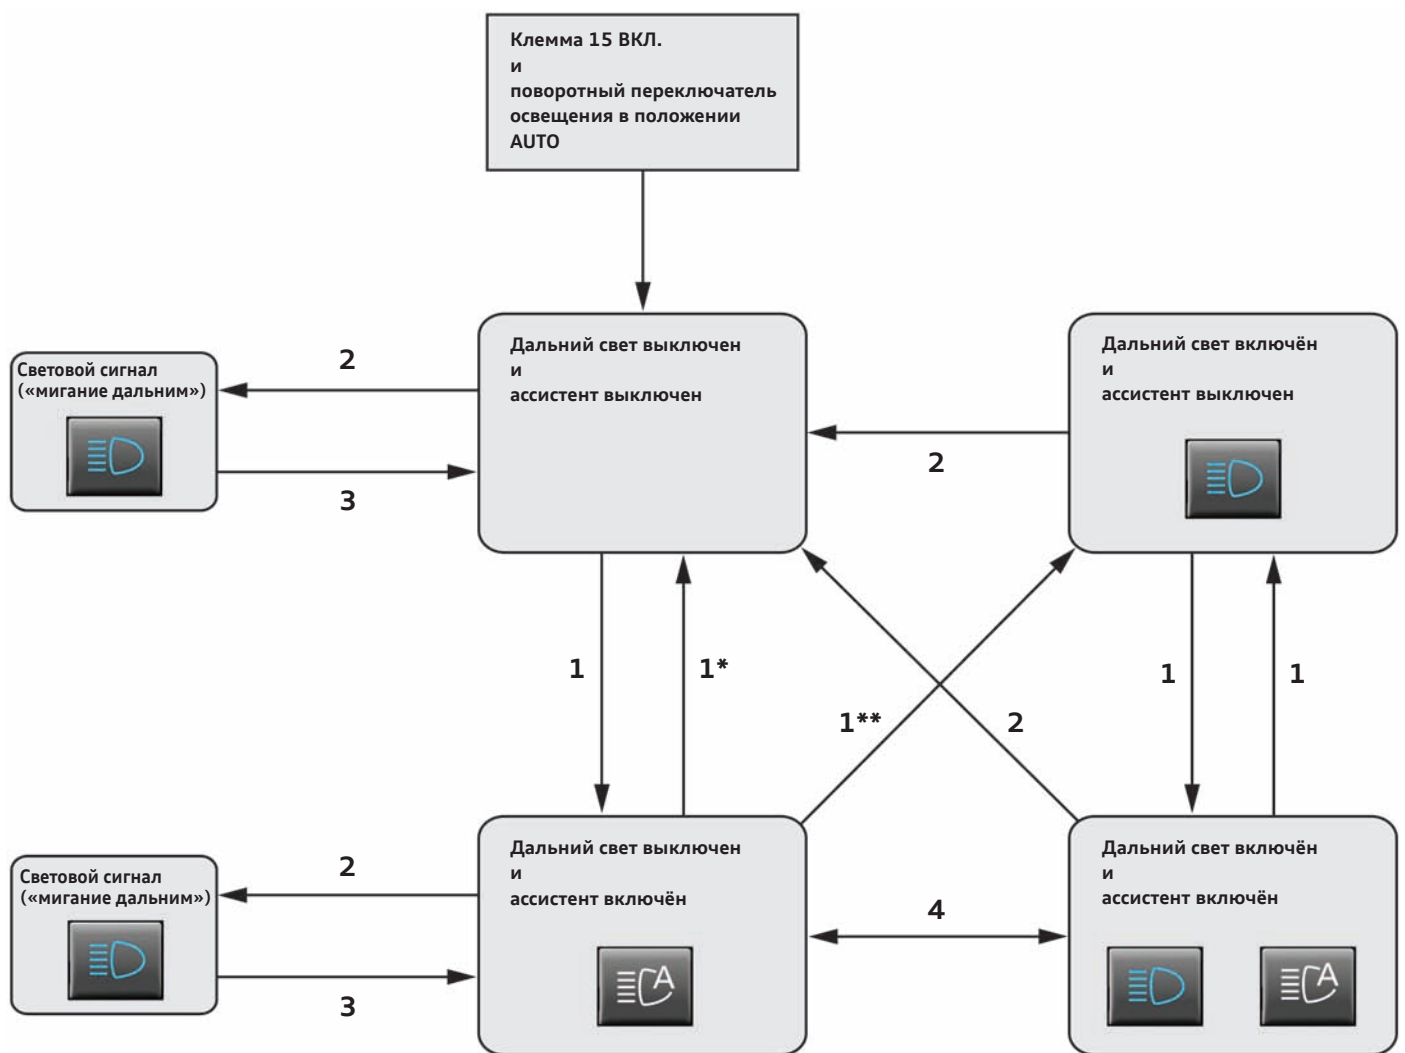 Клемма 15 ВКЛ.
и
поворотный переключатель
освещения в положении
AUTO
Световой сигнал
(«мигание дальним»)
2
3
Дальний свет выключен
и
ассистент выключен
2
Дальний свет включён
и
ассистент выключен
1
1*
1**
2
1
1
Световой сигнал
(«мигание дальним»)
2
3
Дальний свет выключен
и
ассистент включён
A
4
Дальний свет включён
и
ассистент включён
A